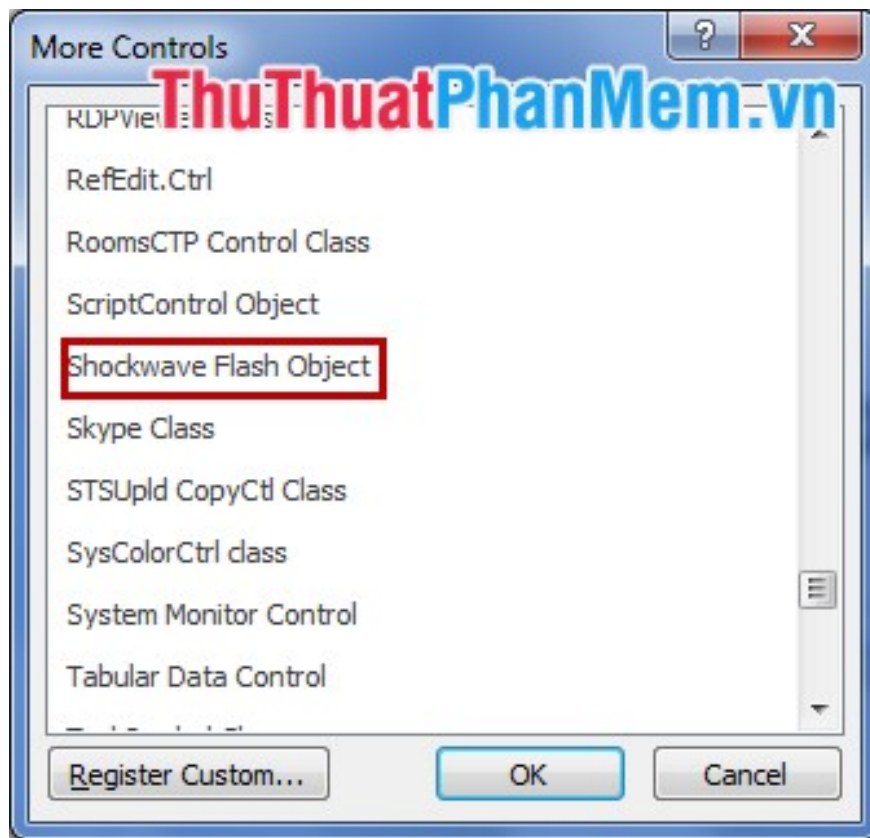 More Controls
ThuThuatPhanMem.vn
RefEdit.Ctrl
RoomsCTP Control Class
ScriptControl Object
Shockwave Flash Object
Skype Class
STSUpld CopyCtl Class
SysColorCtrl class
System Monitor Control
Tabular Data Control
Register Custom...
OK
Cancel